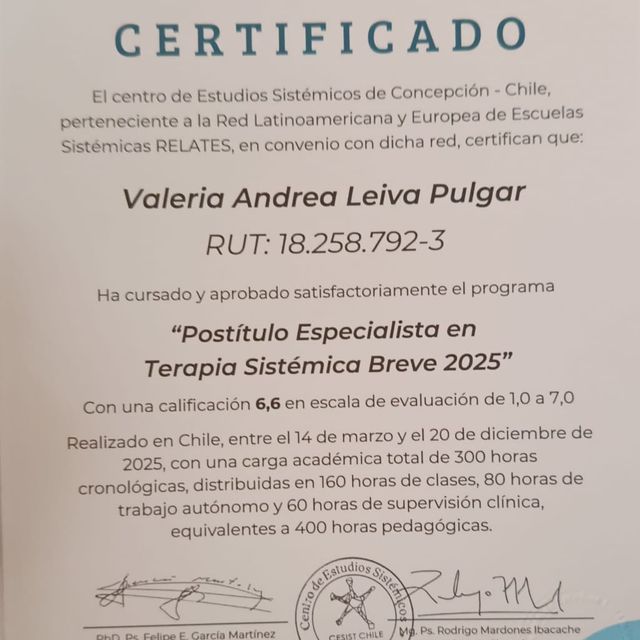 CERTIFICADO
El centro de Estudios Sistémicos de Concepción - Chile,
perteneciente a la Red Latinoamericana y Europea de Escuelas
Sistémicas RELATES, en convenio con dicha red, certifican que:
Valeria Andrea Leiva Pulgar
RUT: 18.258.792-3
Ha cursado y aprobado satisfactoriamente el programa
“Postítulo Especialista en
Terapia Sistémica Breve 2025”
Con una calificación 6,6 en escala de evaluación de 1,0 a 7,0
Realizado en Chile, entre el 14 de marzo y el 20 de diciembre de
2025, con una carga académica total de 300 horas
cronológicas, distribuidas en 160 horas de clases, 80 horas de
trabajo autónomo y 60 horas de supervisión clínica,
equivalentes a 400 horas pedagógicas.
Centro de Estudios Sistémicos
CESIST CHILE
PhD. Ps. Felipe E. García Martínez
Mg. Ps. Rodrigo Mardones Ibacache